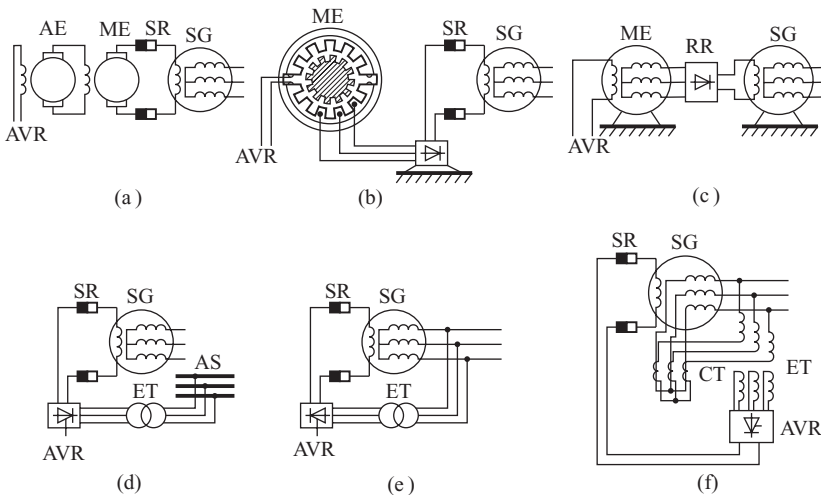 AE ME SR SG
AVR
(a)
ME SR SG
AVR
(b)
ME RR SG
AVR
(c)
SR SG
AS
ET
AVR
(d)
SR SG
ET
AVR
(e)
SR SG
CT ET
AVR
(f)